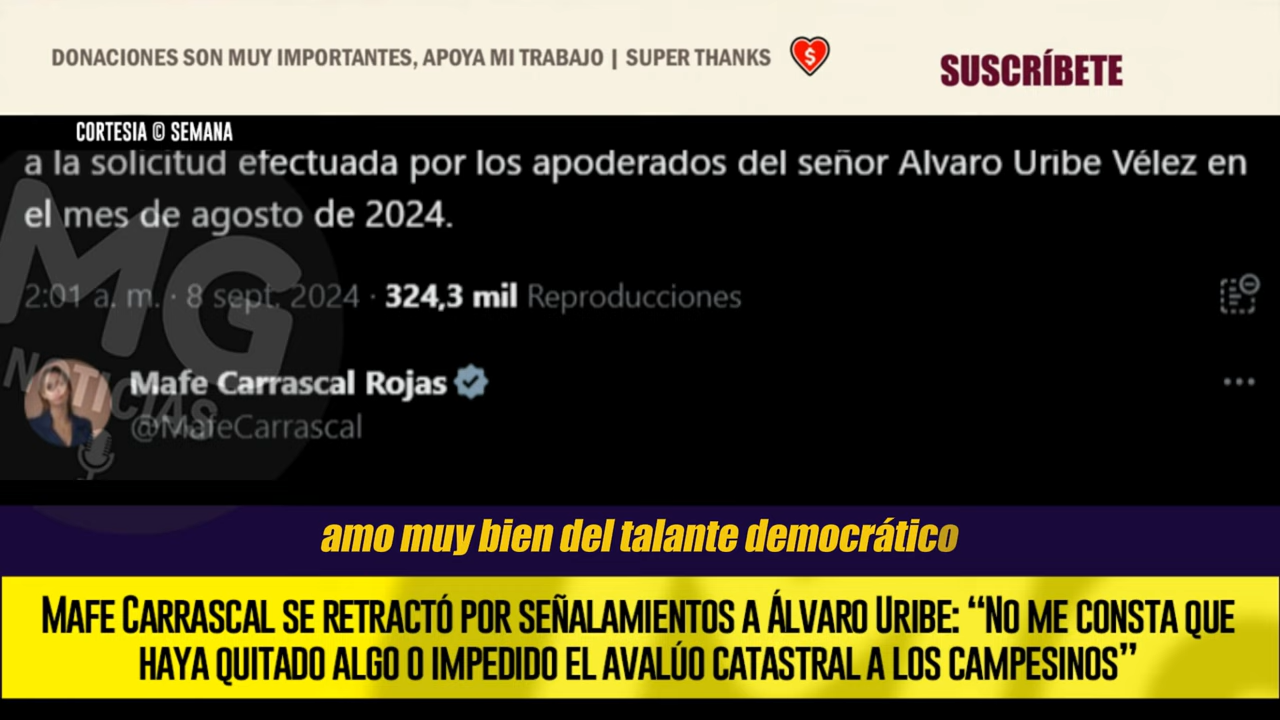 DONACIONES SON MUY IMPORTANTES, APOYA MI TRABAJO | SUPER THANKS
$
SUSCRÍBETE
CORTESIA © SEMANA
a la solicitud efectuada por los apoderados del señor Alvaro Uribe Vélez en
el mes de agosto de 2024.
2:01 a. m. · 8 sept. 2024 · 324,3 mil Reproducciones
MG
NOTICIAS
Mafe Carrascal Rojas
@MafeCarrascal
amo muy bien del talante democrático
MAFE CARRASCAL SE RETRACTÓ POR SEÑALAMIENTOS A ÁLVARO URIBE: “NO ME CONSTA QUE
HAYA QUITADO ALGO O IMPEDIDO EL AVALÚO CATASTRAL A LOS CAMPESINOS”